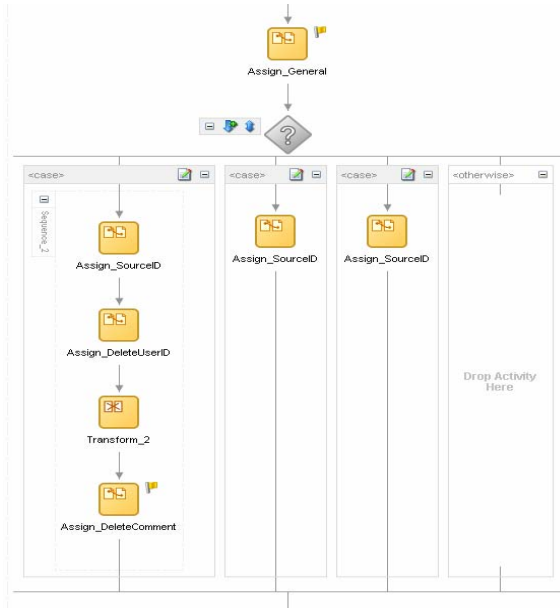 Assign_General
<case>
<case>
<case>
<otherwise>
Sequence_2
Assign_SourceID
Assign_SourceID
Assign_SourceID
Assign_DeleteUserID
Drop Activity
Here
Transform_2
Assign_DeleteComment